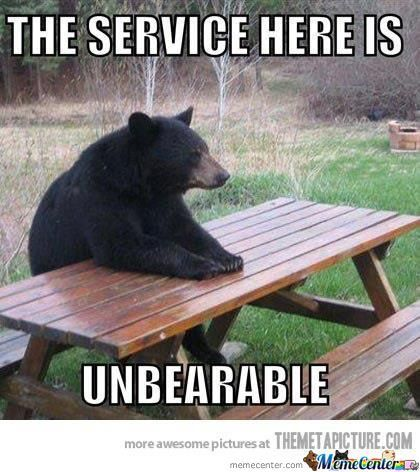 THE SERVICE HERE IS
UNBEARABLE
more awesome pictures at THEMETAPICTURE.COM
memecenter.com MemeCenter